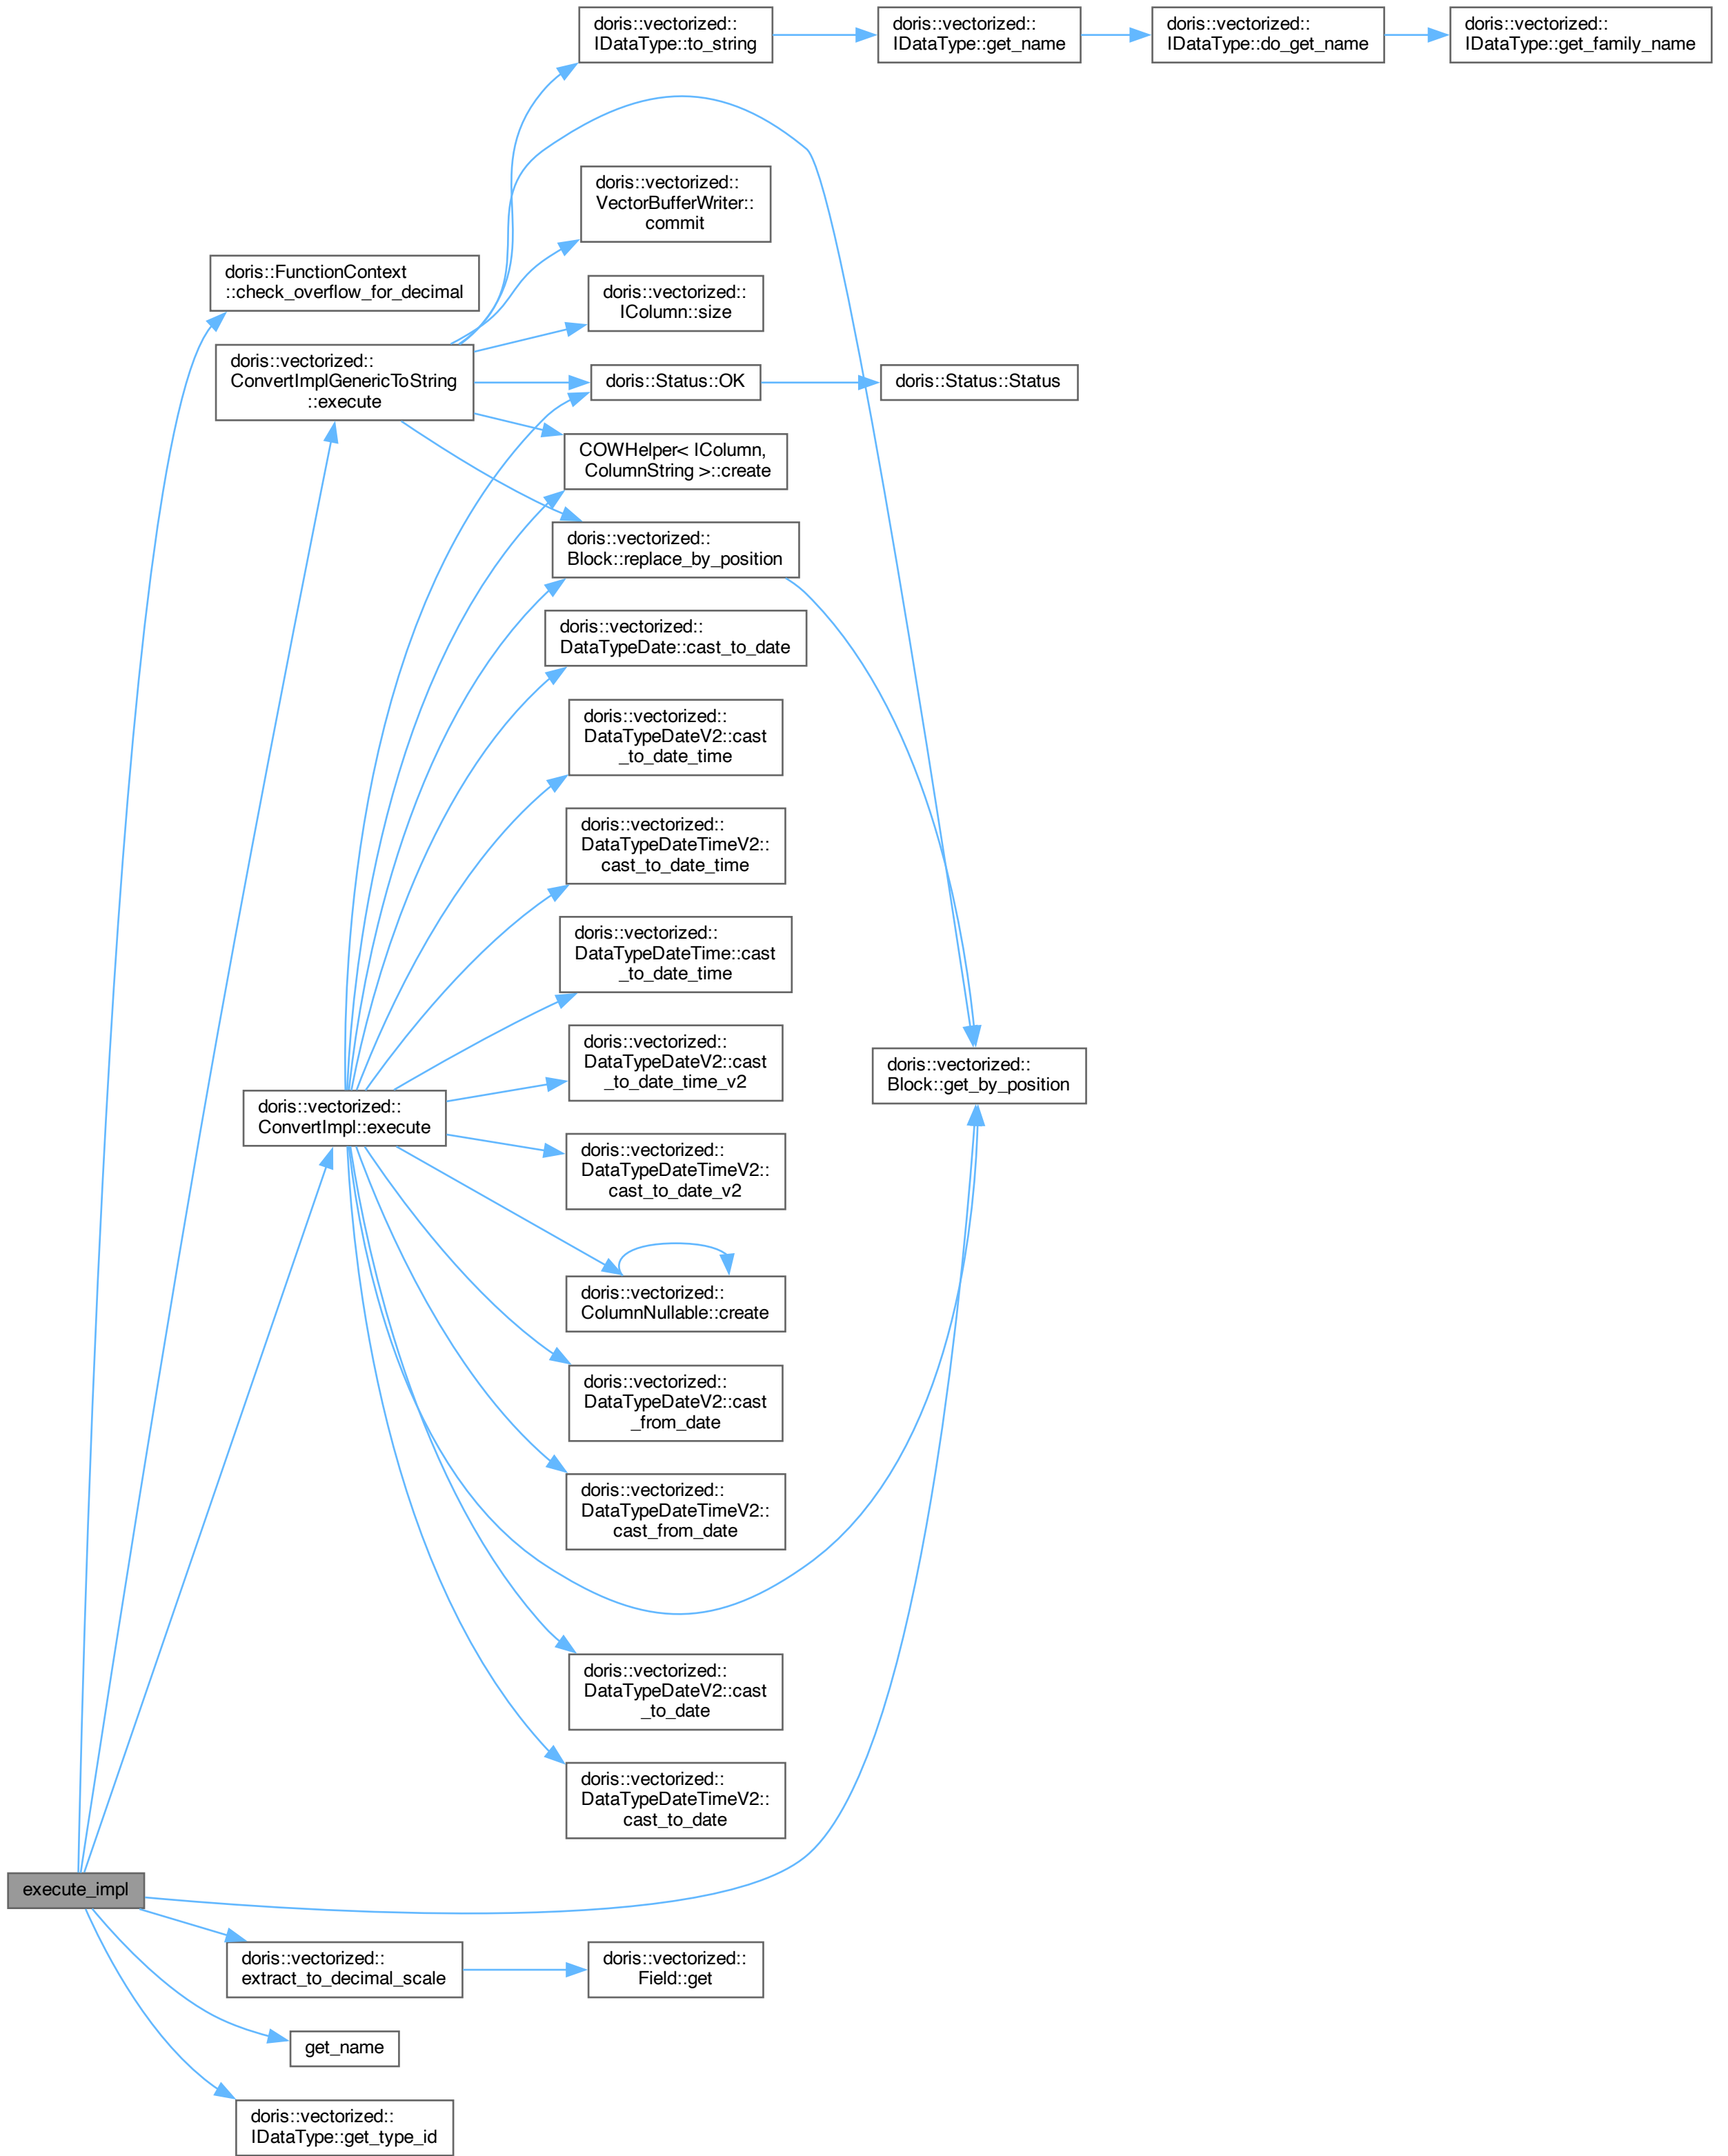 doris::vectorized::
IDataType::to_string
doris::vectorized::
IDataType::get_name
doris::vectorized::
IDataType::do_get_name
doris::vectorized::
IDataType::get_family_name
doris::vectorized::
VectorBufferWriter::
commit
doris::FunctionContext
::check_overflow_for_decimal
doris::vectorized::
IColumn::size
doris::vectorized::
ConvertImplGenericToString
::execute
doris::Status::OK
doris::Status::Status
COWHelper< IColumn,
ColumnString >::create
doris::vectorized::
Block::replace_by_position
doris::vectorized::
DataTypeDate::cast_to_date
doris::vectorized::
DataTypeDateV2::cast
_to_date_time
doris::vectorized::
DataTypeDateTimeV2::
cast_to_date_time
doris::vectorized::
DataTypeDateTime::cast
_to_date_time
doris::vectorized::
DataTypeDateV2::cast
_to_date_time_v2
doris::vectorized::
Block::get_by_position
doris::vectorized::
ConvertImpl::execute
doris::vectorized::
DataTypeDateTimeV2::
cast_to_date_v2
doris::vectorized::
ColumnNullable::create
doris::vectorized::
DataTypeDateV2::cast
_from_date
doris::vectorized::
DataTypeDateTimeV2::
cast_from_date
doris::vectorized::
DataTypeDateV2::cast
_to_date
doris::vectorized::
DataTypeDateTimeV2::
cast_to_date
execute_impl
doris::vectorized::
extract_to_decimal_scale
doris::vectorized::
Field::get
get_name
doris::vectorized::
IDataType::get_type_id